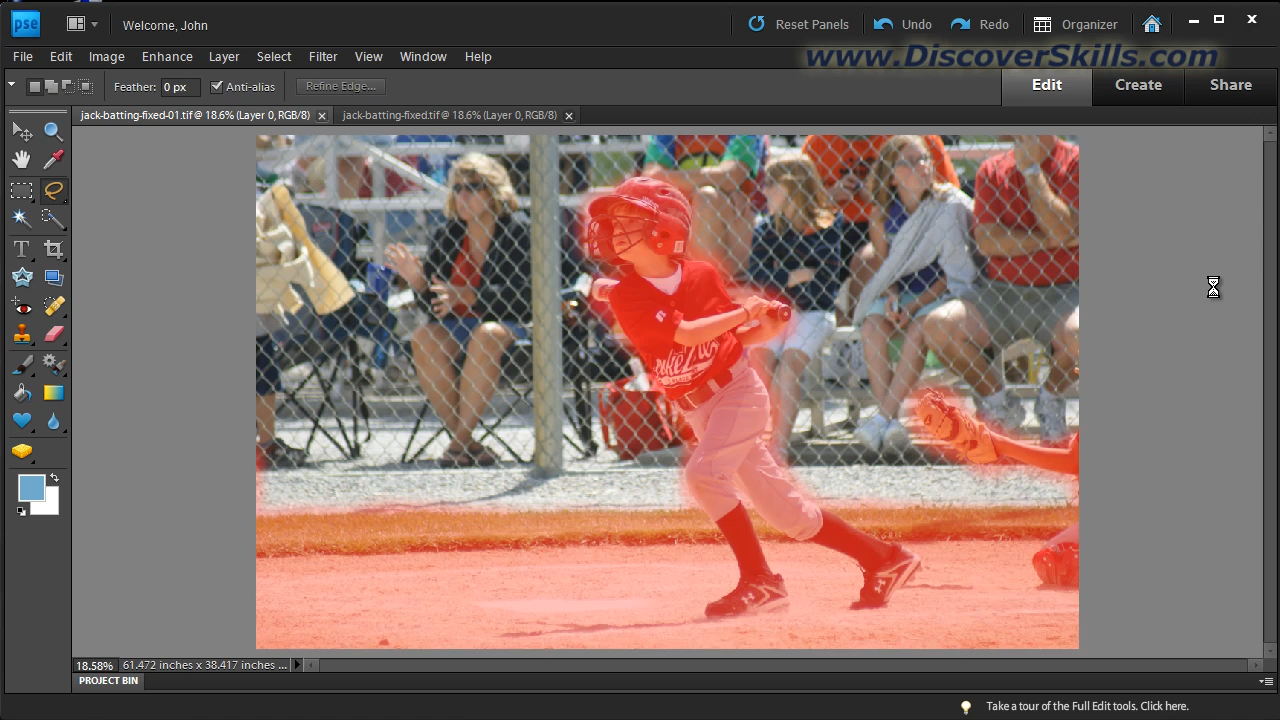 pse
Welcome, John
Reset Panels
Undo
Redo
Organizer
File Edit Image Enhance Layer Select Filter View Window Help
www.DiscoverSkills.com
Feather: 0 px
Anti-alias
Refine Edge...
Edit
Create
Share
jack-batting-fixed-01.tif @ 18.6% (Layer 0, RGB/8)
jack-batting-fixed.tif @ 18.6% (Layer 0, RGB/8)
T
18.58%
61.472 inches x 38.417 inches ...
PROJECT BIN
Take a tour of the Full Edit tools. Click here.